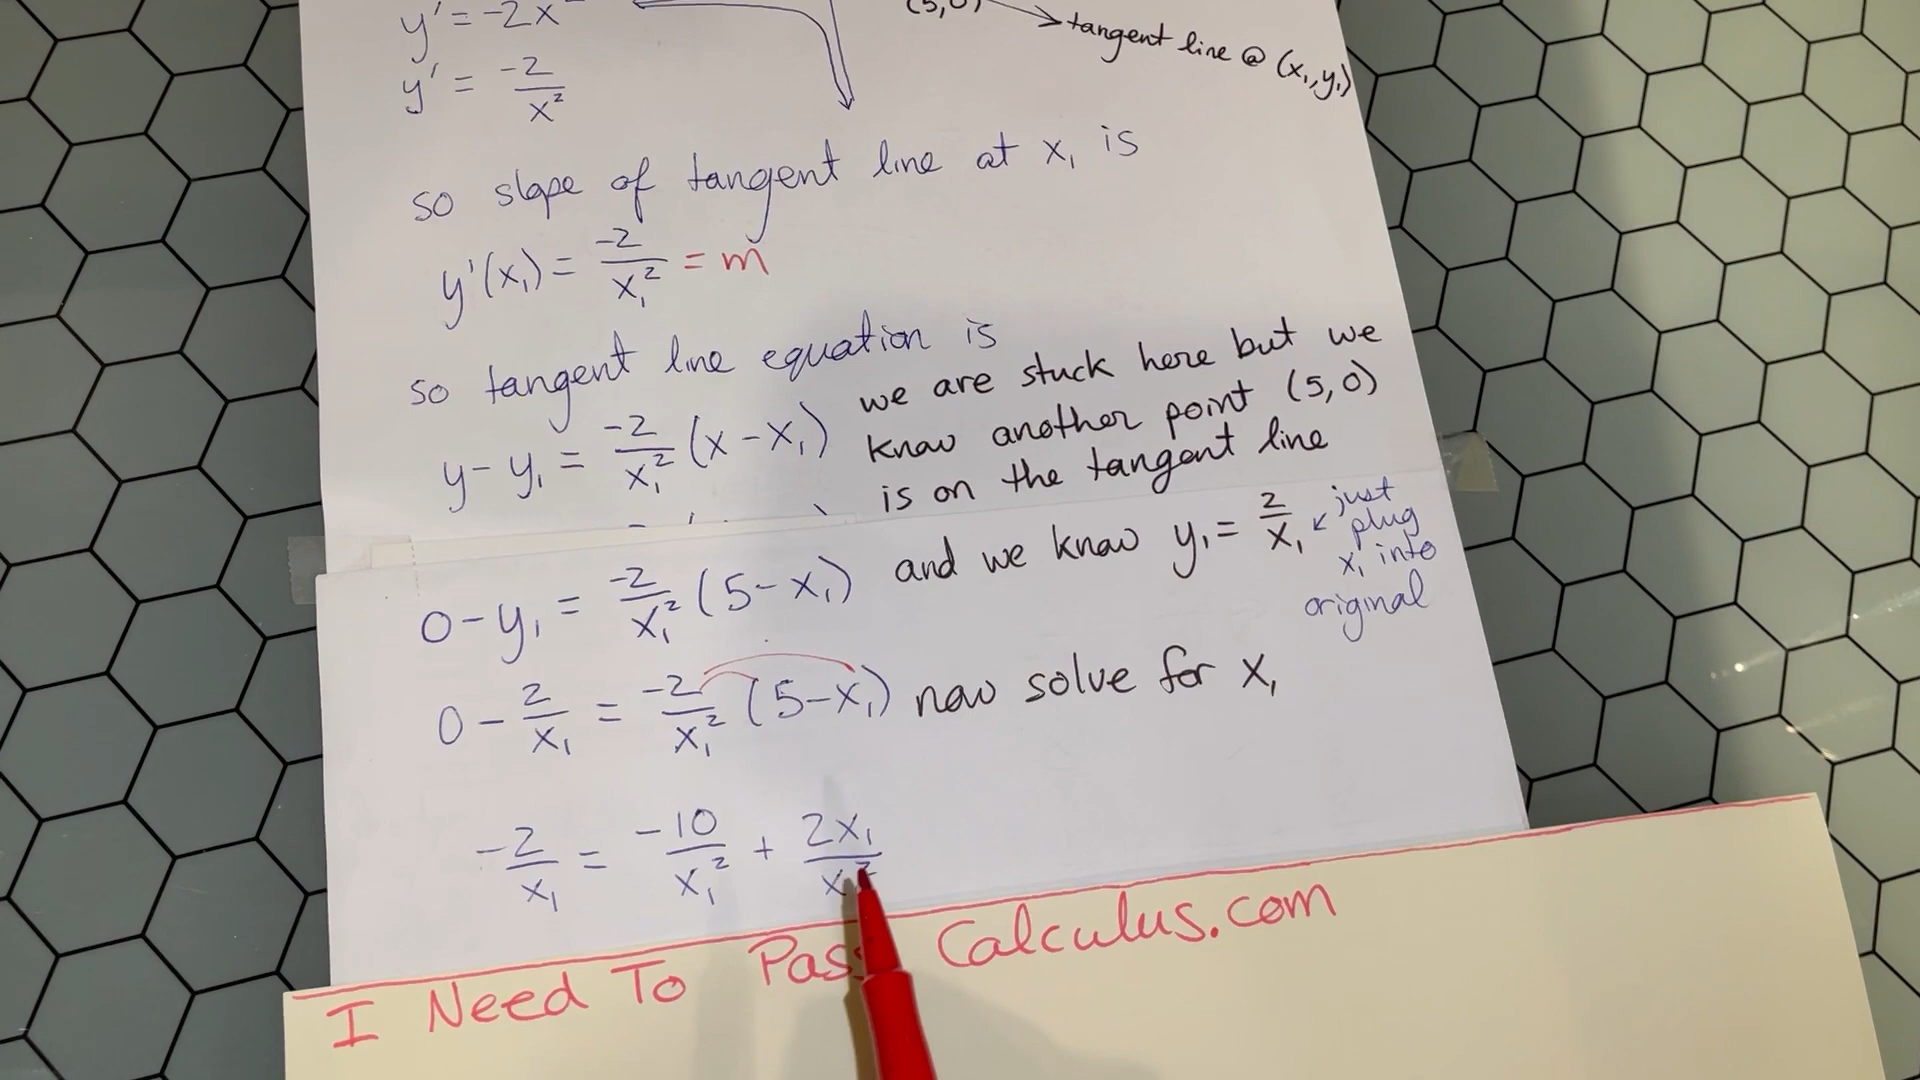 y' = -2x
(5,0)
tangent line @ (x₁, y₁)
y' = -2/x²
so slope of tangent line at x₁ is
y'(x₁) = -2/x₁² = m
so tangent line equation is
y - y₁ = -2/x₁² (x - x₁)
we are stuck here but we
know another point (5,0)
is on the tangent line
0 - y₁ = -2/x₁² (5 - x₁)
and we know y₁ = 2/x₁
just
plug
x₁ into
original
0 - 2/x₁ = -2/x₁² (5 - x₁) now solve for x₁
-2/x₁ = -10/x₁² + 2x₁/x₁²
I Need To Pass Calculus.com